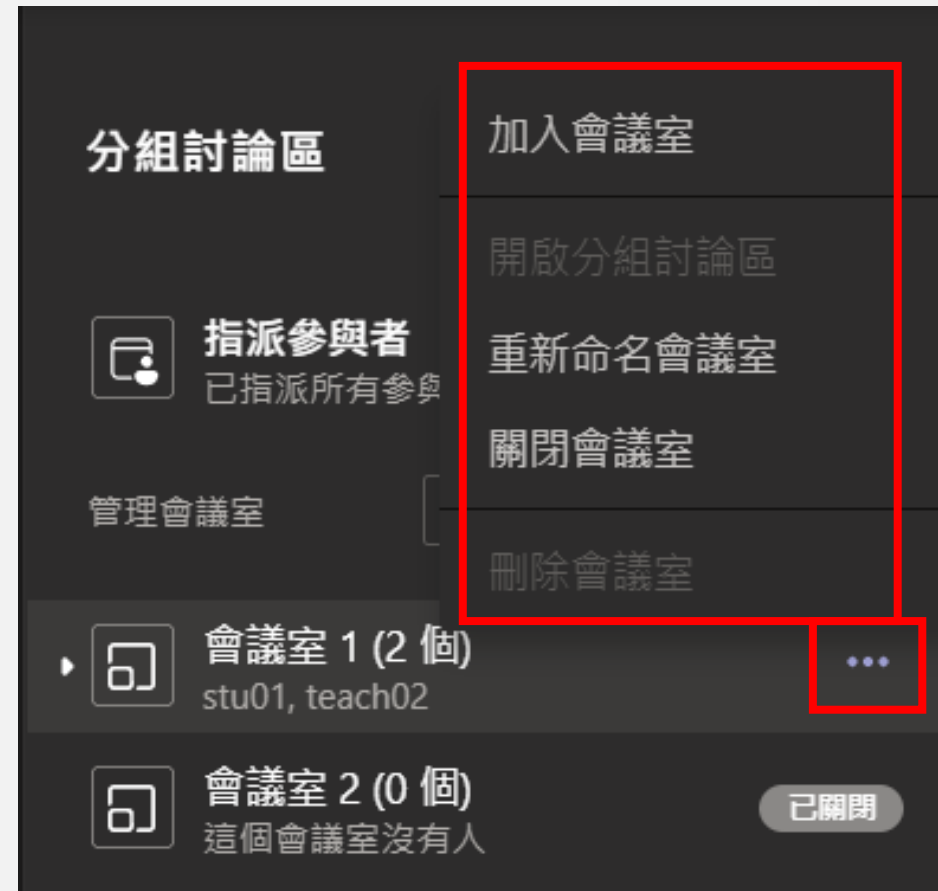 分組討論區
指派參與者
已指派所有參與
管理會議室
加入會議室
開啟分組討論區
重新命名會議室
關閉會議室
刪除會議室
會議室 1 (2 個)
stu01, teach02
會議室 2 (0 個)
這個會議室沒有人
已關閉